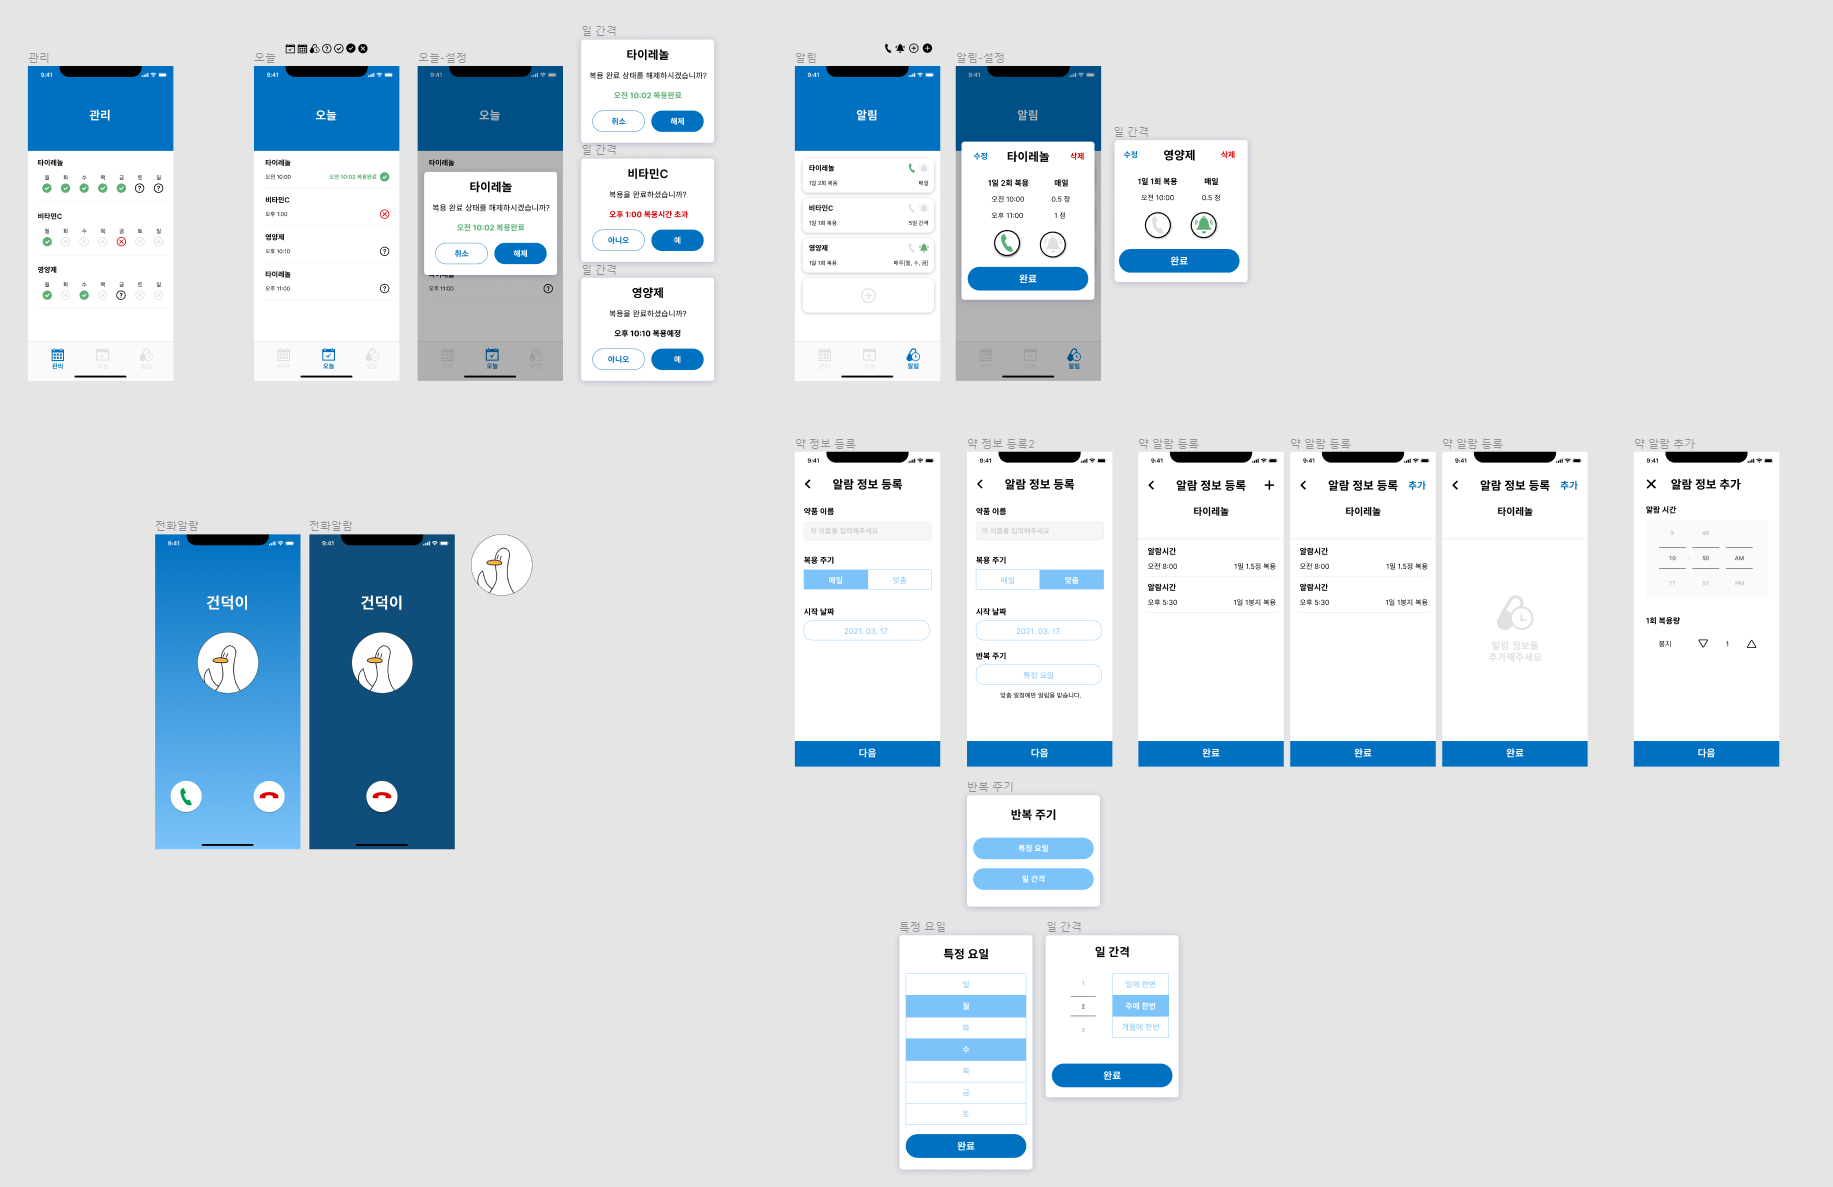 관리
9:41
관리
타이레놀
월 화 수 목 금 토 일
비타민C
월 화 수 목 금 토 일
영양제
월 화 수 목 금 토 일
관리 오늘 알림
오늘
9:41
오늘
타이레놀
오전 10:00 오전 10:02 복용완료
비타민C
오후 1:00
영양제
오후 10:10
타이레놀
오후 11:00
관리 오늘 알림
오늘-설정
9:41
오늘
타이레놀
타이레놀
복용 완료 상태를 해제하시겠습니까?
오전 10:02 복용완료
취소 해제
타이레놀
오후 11:00
관리 오늘 알림
일 간격
타이레놀
복용 완료 상태를 해제하시겠습니까?
오전 10:02 복용완료
취소 해제
일 간격
비타민C
복용을 완료하셨습니까?
오후 1:00 복용시간 초과
아니오 예
일 간격
영양제
복용을 완료하셨습니까?
오후 10:10 복용예정
아니오 예
알림
9:41
알림
타이레놀
1일 2회 복용 매일
비타민C
1일 1회 복용 5일 간격
영양제
1일 1회 복용 매주(월, 수, 금)
관리 오늘 알림
알림-설정
9:41
알림
수정 타이레놀 삭제
1일 2회 복용 매일
오전 10:00 0.5 정
오후 11:00 1 정
완료
관리 오늘 알림
일 간격
수정 영양제 삭제
1일 1회 복용 매일
오전 10:00 0.5 정
완료
전화알람
9:41
건덕이
전화알람
9:41
건덕이
약 정보 등록
9:41
알람 정보 등록
약품 이름
약 이름을 입력해주세요
복용 주기
매일 맞춤
시작 날짜
2021. 03. 17.
다음
약 정보 등록2
9:41
알람 정보 등록
약품 이름
약 이름을 입력해주세요
복용 주기
매일 맞춤
시작 날짜
2021. 03. 17.
반복 주기
특정 요일
맞춤 일정에만 알림을 받습니다.
다음
약 알람 등록
9:41
알람 정보 등록
타이레놀
알람시간
오전 8:00 1일 1.5정 복용
알람시간
오후 5:30 1일 1봉지 복용
완료
약 알람 등록
9:41
알람 정보 등록 추가
타이레놀
알람시간
오전 8:00 1일 1.5정 복용
알람시간
오후 5:30 1일 1봉지 복용
완료
약 알람 등록
9:41
알람 정보 등록 추가
타이레놀
알람 정보를
추가해주세요
완료
약 알람 추가
9:41
알람 정보 추가
알람 시간
9 49
10 50 AM
11 51 PM
1회 복용량
봉지 1
다음
반복 주기
반복 주기
특정 요일
일 간격
특정 요일
특정 요일
일
월
화
수
목
금
토
완료
일 간격
일 간격
1 일에 한번
2 주에 한번
3 개월에 한번
완료